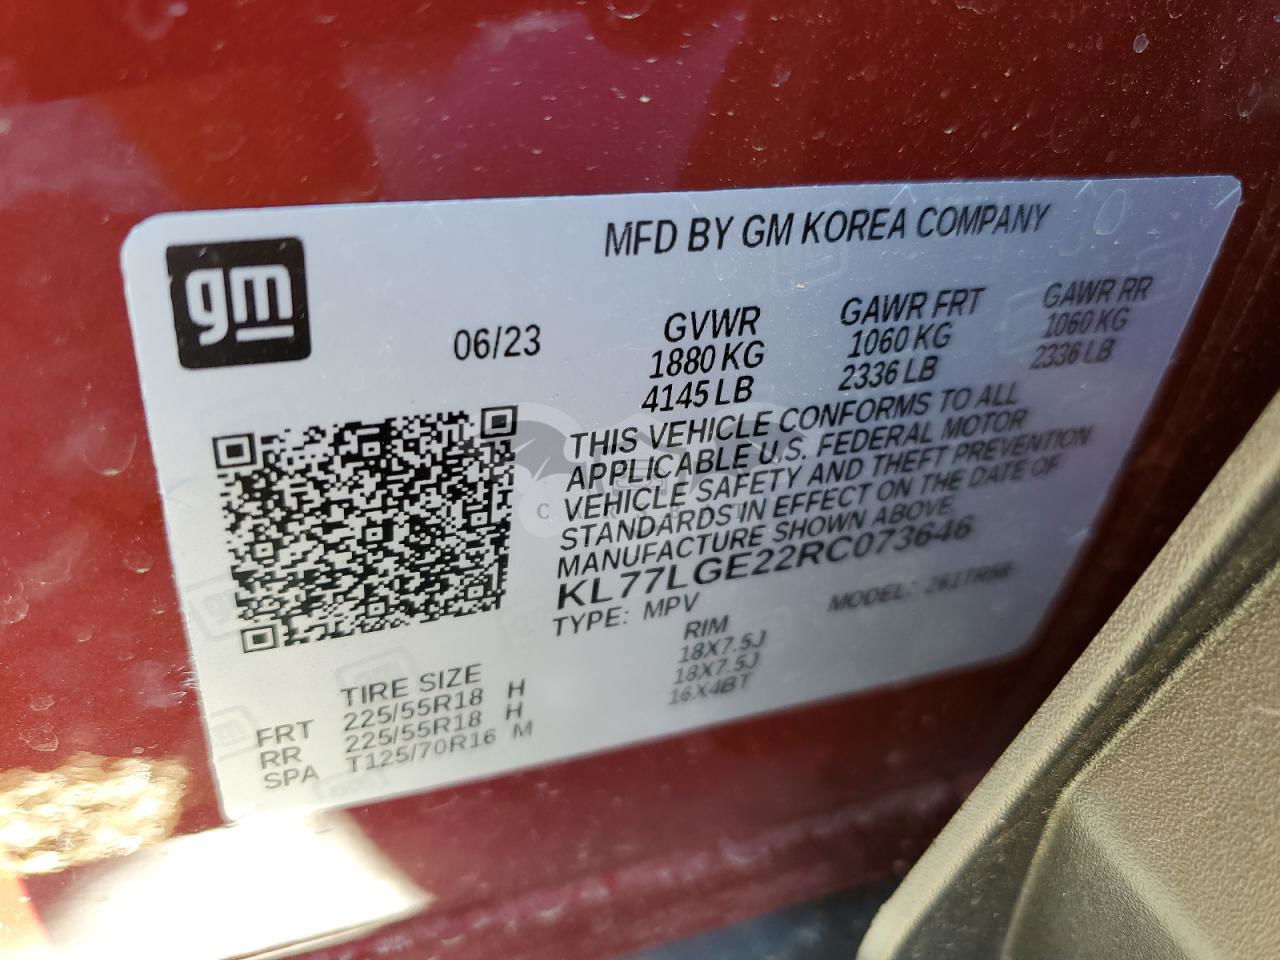 gm
MFD BY GM KOREA COMPANY
06/23
GVWR GAWR FRT GAWR RR
1880 KG 1060 KG 1060 KG
4145 LB 2336 LB 2336 LB
THIS VEHICLE CONFORMS TO ALL
APPLICABLE U.S. FEDERAL MOTOR
VEHICLE SAFETY AND THEFT PREVENTION
STANDARDS IN EFFECT ON THE DATE OF
MANUFACTURE SHOWN ABOVE.
KL77LGE22RC073646
TYPE: MPV MODEL:
TIRE SIZE RIM
FRT 225/55R18 H 18X7.5J
RR 225/55R18 H 18X7.5J
SPA T125/70R16 M 16X4BT